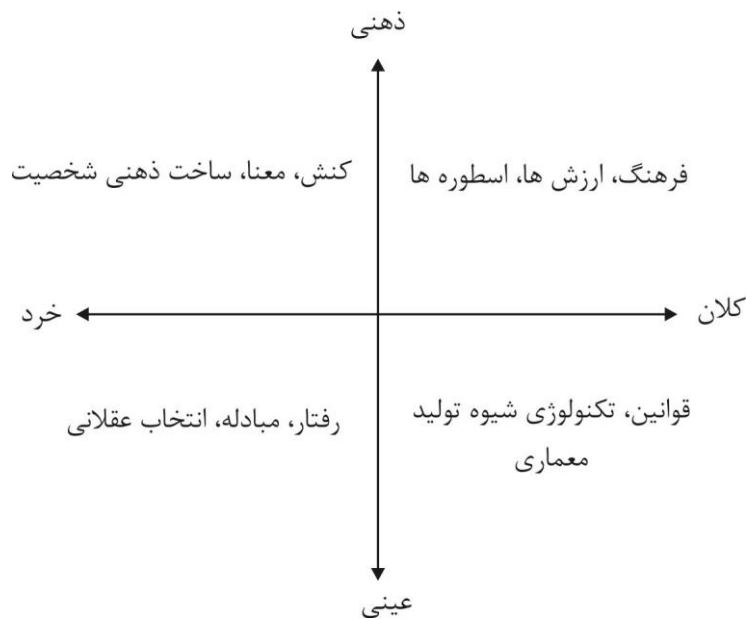 ذهنی
فرهنگ، ارزش ها، اسطوره ها
کنش، معنا، ساخت ذهنی شخصیت
کلان
خرد
قوانین، تکنولوژی شیوه تولید
معماری
رفتار، مبادله، انتخاب عقلانی
عینی